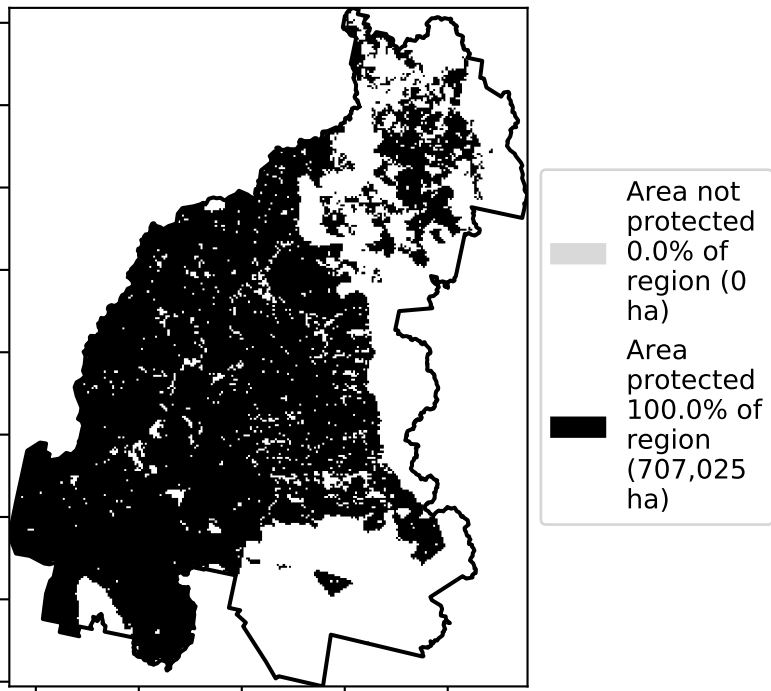 Area not
protected
0.0% of
region (0
ha)
Area
protected
100.0% of
region
(707,025
ha)